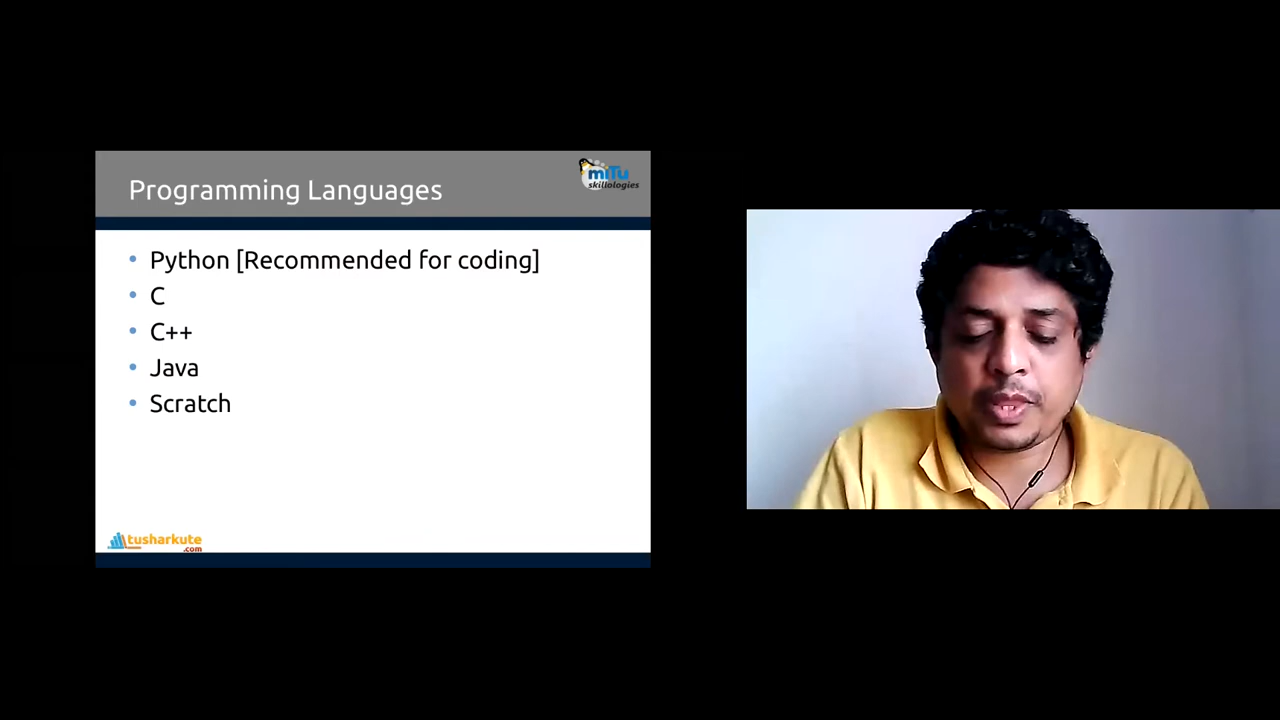 Programming Languages
miTu
skillologies
• Python [Recommended for coding]
• C
• C++
• Java
• Scratch
tusharkute
.com